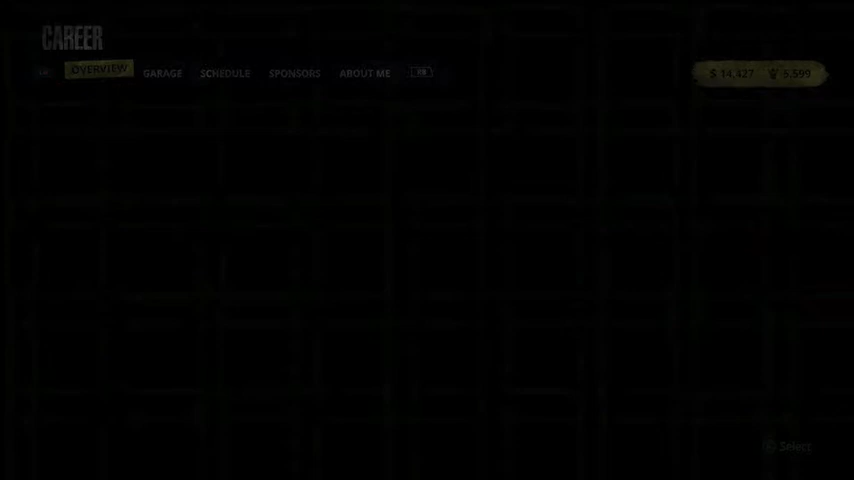 CAREER
OVERVIEW GARAGE SCHEDULE SPONSORS ABOUT ME
$ 14,427 5,599
Select